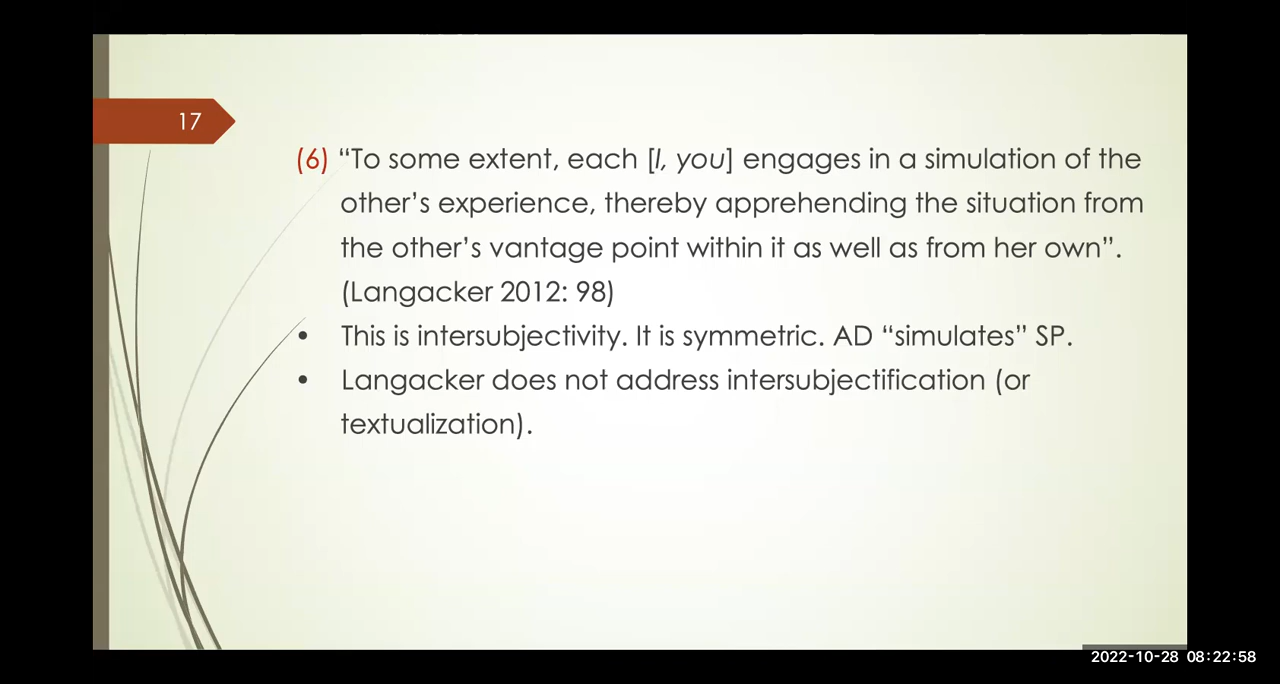 17
(6) “To some extent, each [I, you] engages in a simulation of the
other’s experience, thereby apprehending the situation from
the other’s vantage point within it as well as from her own”.
(Langacker 2012: 98)
• This is intersubjectivity. It is symmetric. AD “simulates” SP.
• Langacker does not address intersubjectification (or
textualization).
2022-10-28 08:22:58